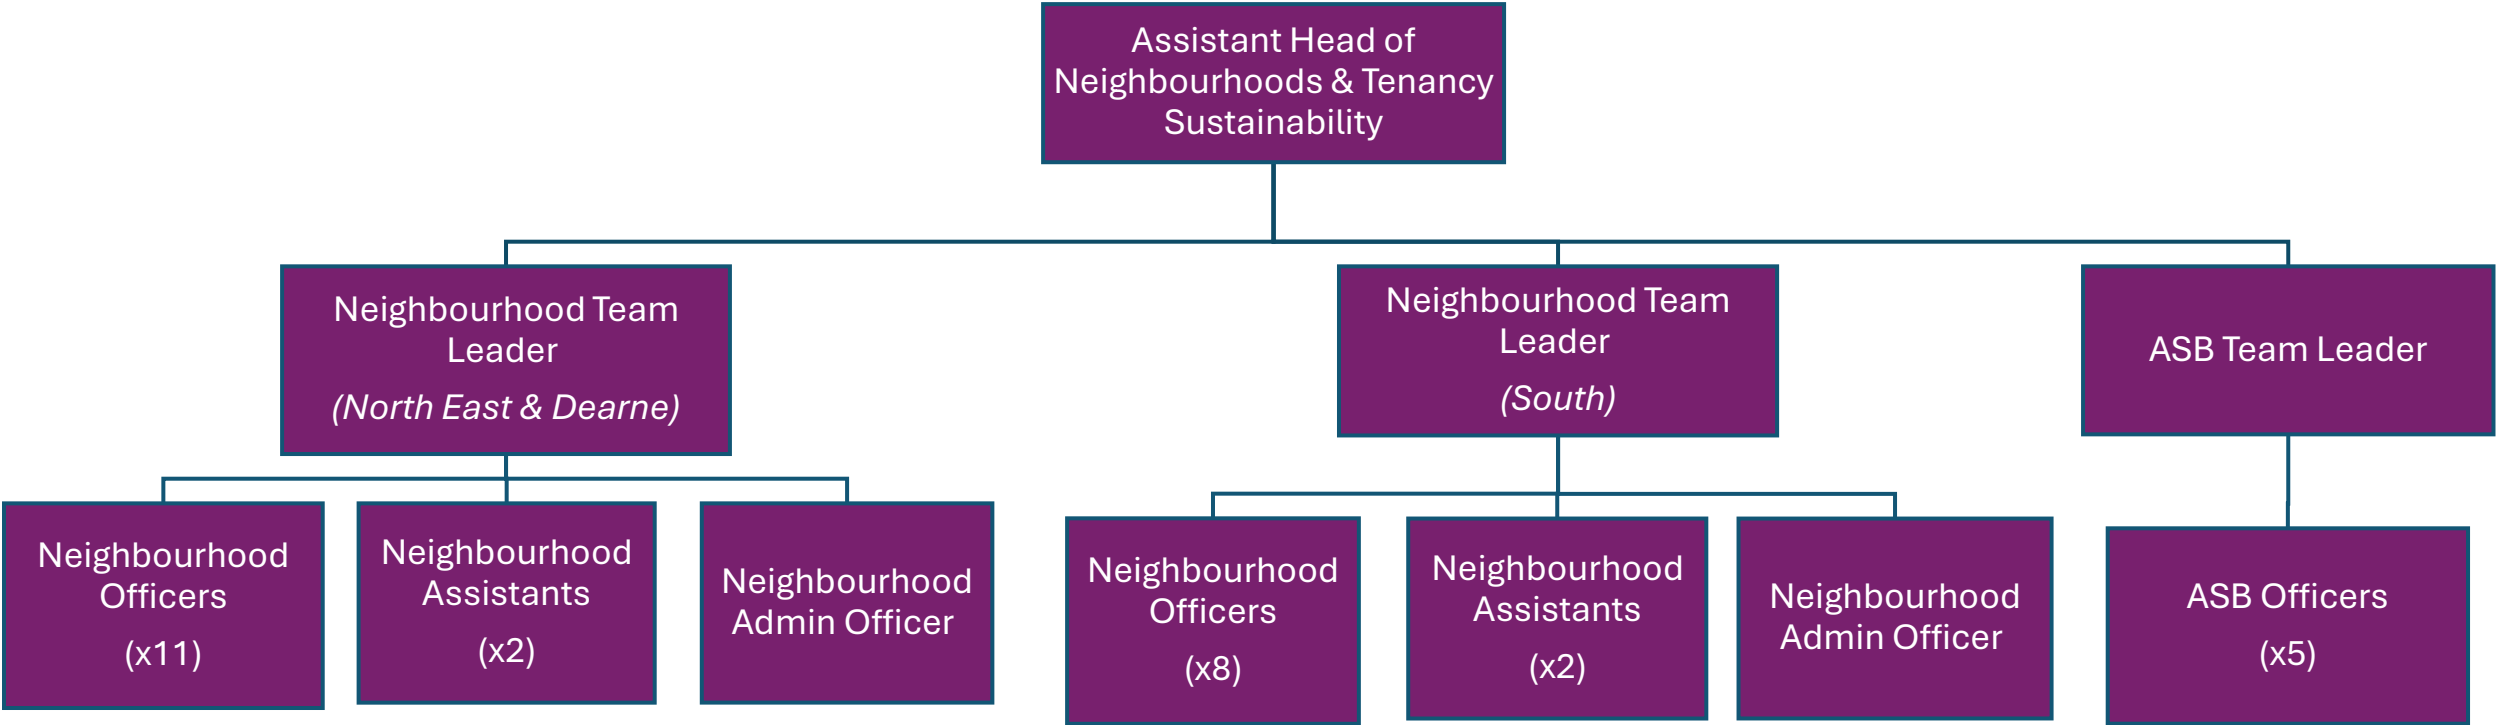 Assistant Head of
Neighbourhoods & Tenancy
Sustainability
Neighbourhood Team
Leader
(North East & Dearne)
Neighbourhood Team
Leader
(South)
ASB Team Leader
Neighbourhood
Officers
(x11)
Neighbourhood
Assistants
(x2)
Neighbourhood
Admin Officer
Neighbourhood
Officers
(x8)
Neighbourhood
Assistants
(x2)
Neighbourhood
Admin Officer
ASB Officers
(x5)